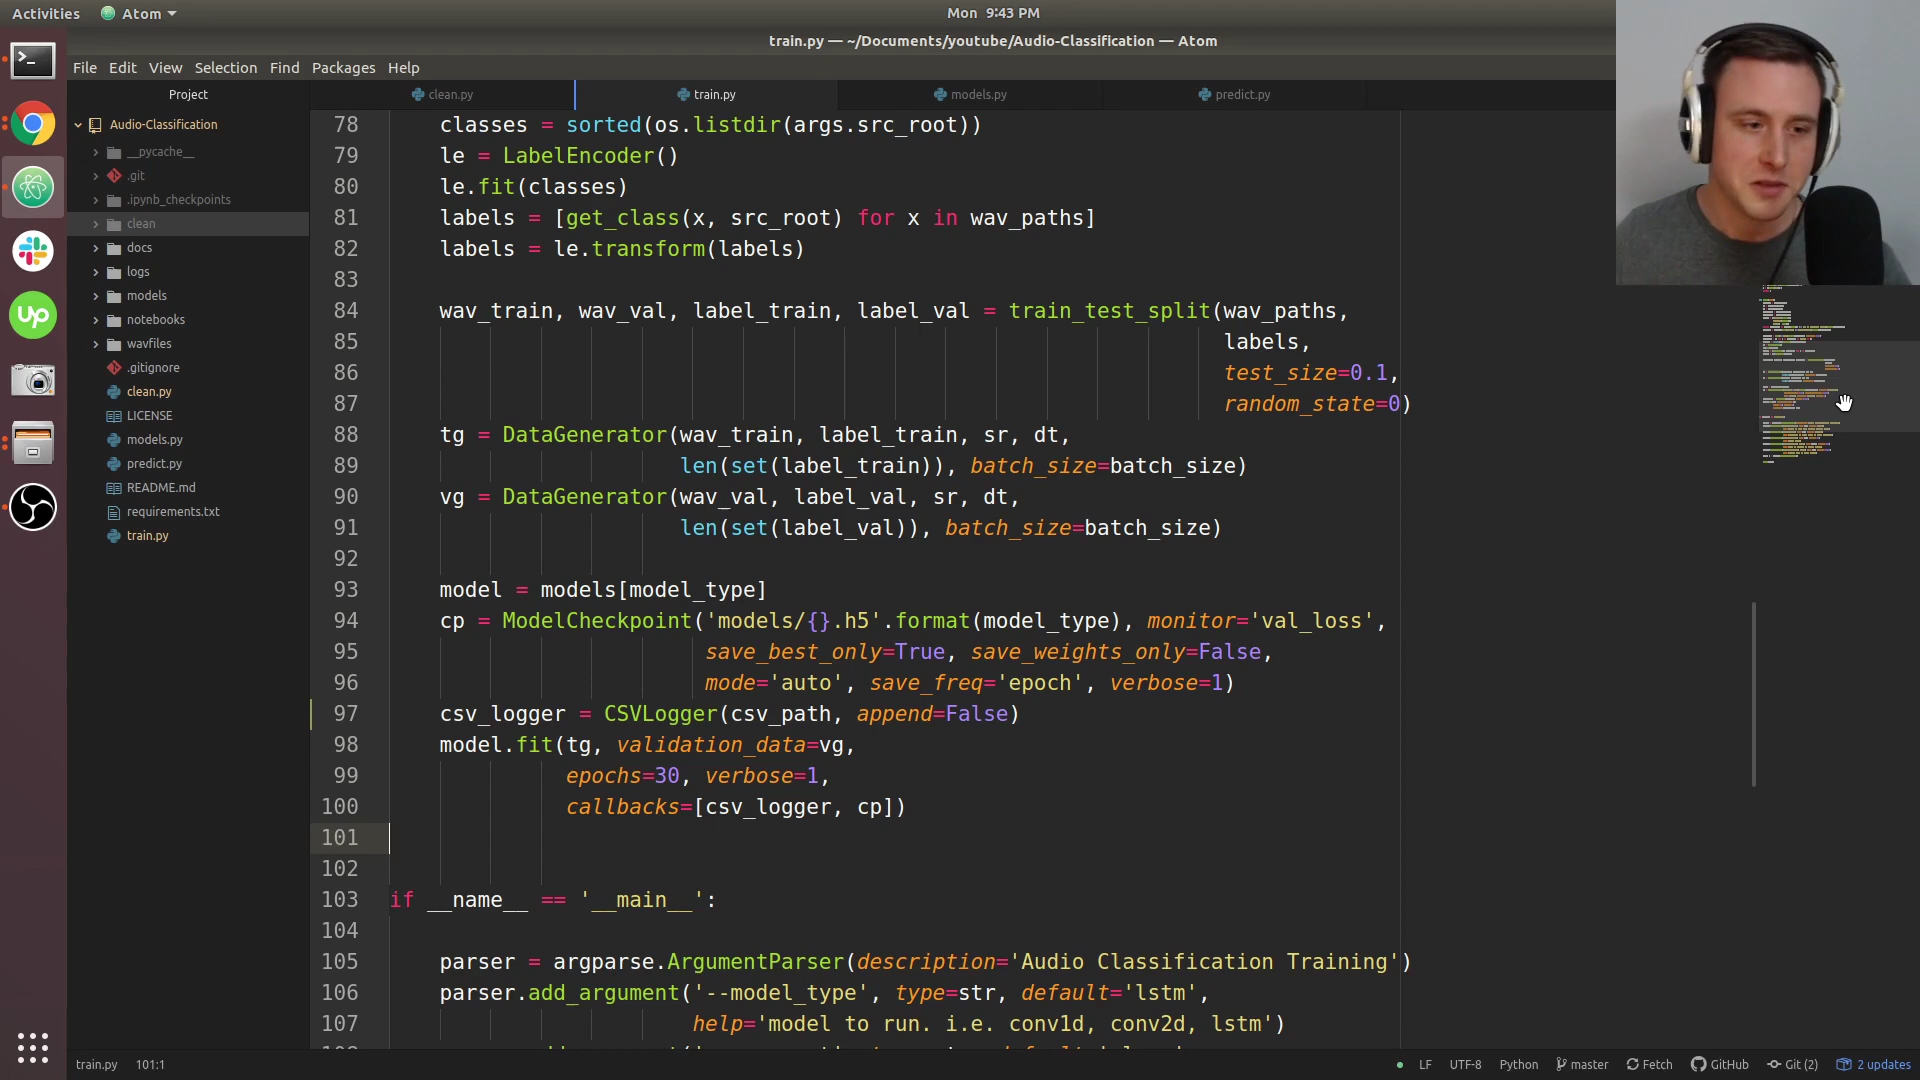 Activities Atom Mon 9:43 PM
train.py — ~/Documents/youtube/Audio-Classification — Atom
File Edit View Selection Find Packages Help
Project
clean.py train.py models.py predict.py
Audio-Classification
__pycache__
.git
.ipynb_checkpoints
clean
docs
logs
models
notebooks
wavfiles
.gitignore
clean.py
LICENSE
models.py
predict.py
README.md
requirements.txt
train.py
up
78 classes = sorted(os.listdir(args.src_root))
79 le = LabelEncoder()
80 le.fit(classes)
81 labels = [get_class(x, src_root) for x in wav_paths]
82 labels = le.transform(labels)
83
84 wav_train, wav_val, label_train, label_val = train_test_split(wav_paths,
85 labels,
86 test_size=0.1,
87 random_state=0)
88 tg = DataGenerator(wav_train, label_train, sr, dt,
89 len(set(label_train)), batch_size=batch_size)
90 vg = DataGenerator(wav_val, label_val, sr, dt,
91 len(set(label_val)), batch_size=batch_size)
92
93 model = models[model_type]
94 cp = ModelCheckpoint('models/{}.h5'.format(model_type), monitor='val_loss',
95 save_best_only=True, save_weights_only=False,
96 mode='auto', save_freq='epoch', verbose=1)
97 csv_logger = CSVLogger(csv_path, append=False)
98 model.fit(tg, validation_data=vg,
99 epochs=30, verbose=1,
100 callbacks=[csv_logger, cp])
101
102
103 if __name__ == '__main__':
104
105 parser = argparse.ArgumentParser(description='Audio Classification Training')
106 parser.add_argument('--model_type', type=str, default='lstm',
107 help='model to run. i.e. conv1d, conv2d, lstm')
train.py 101:1 LF UTF-8 Python master Fetch GitHub Git (2) 2 updates